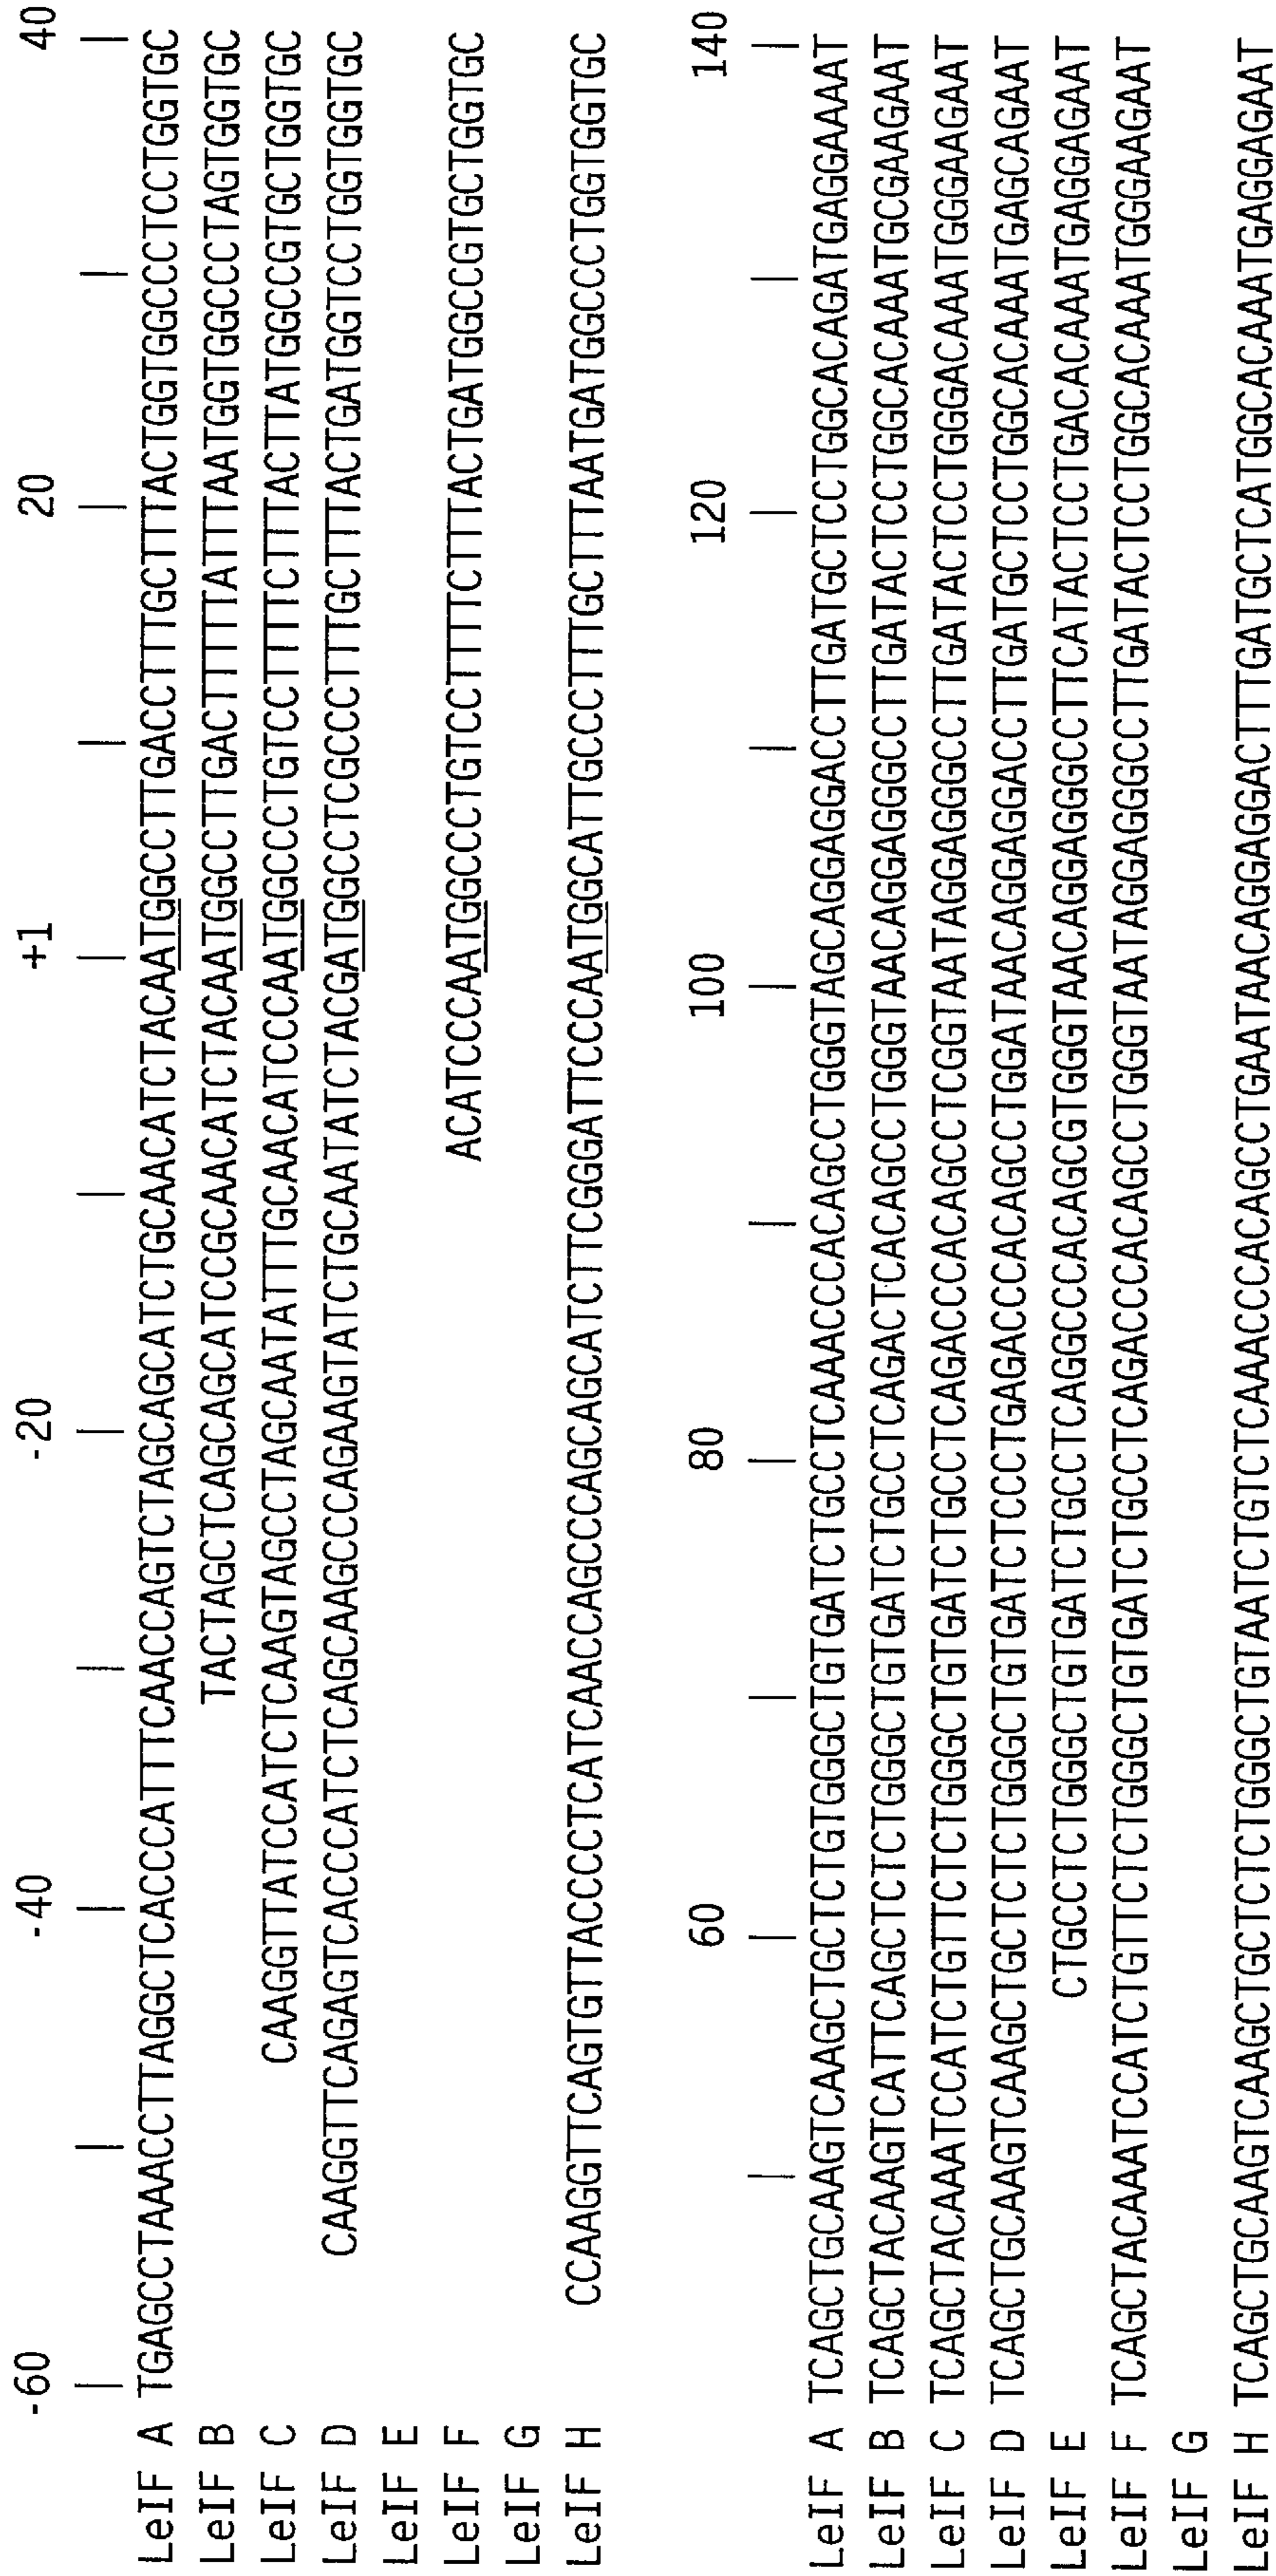 -60 -40 -20 +1 20 40
LeIF A TGAGCCTAAACCTTAGGCTCACCCATTTCAACCAGTCTAGCAGCATCTGCAACATCTACAATGGCCTTGACCTTTGCTTTACTGGTGGCCCTCCTGGTGC
LeIF B TACTAGCTCAGCAGCATCCGCAACATCTACAATGGCCTTGACTTTTTATTTAATGGTGGCCCTAGTGGTGC
LeIF C CAAGGTTATCCATCTCAAGTAGCCTAGCAATATTTGCAACATCCCAATGGCCCTGTCCTTTTCTTTACTTATGGCCGTGCTGGTGC
LeIF D CAAGGTTCAGAGTCACCCATCTCAGCAAGCCCAGAAGTATCTGCAATATCTACGATGGCCTCGCCCTTTGCTTTACTGATGGTCCTGGTGGTGC
LeIF E
LeIF F ACATCCCAATGGCCCTGTCCTTTTCTTTACTGATGGCCGTGCTGGTGC
LeIF G
LeIF H CCAAGGTTCAGTGTTACCCCTCATCAACCAGCCCAGCAGCATCTTCGGGATTCCCAATGGCATTGCCCTTTGCTTTAATGATGGCCCTGGTGGTGC
60 80 100 120 140
LeIF A TCAGCTGCAAGTCAAGCTGCTCTGTGGGCTGTGATCTGCCTCAAACCCACAGCCTGGGTAGCAGGAGGACCTTGATGCTCCTGGCACAGATGAGGAAAAT
LeIF B TCAGCTACAAGTCATTCAGCTCTCTGGGCTGTGATCTGCCTCAGACTCACAGCCTGGGTAACAGGAGGGCCTTGATACTCCTGGCACAAATGCGAAGAAT
LeIF C TCAGCTACAAATCCATCTGTTCTCTGGGCTGTGATCTGCCTCAGACCCACAGCCTCGGTAATAGGAGGGCCTTGATACTCCTGGGACAAATGGGAAGAAT
LeIF D TCAGCTGCAAGTCAAGCTGCTCTCTGGGCTGTGATCTCCCTGAGACCCACAGCCTGGATAACAGGAGGACCTTGATGCTCCTGGCACAAATGAGCAGAAT
LeIF E CTGCCTCTGGGCTGTGATCTGCCTCAGGCCCACAGCGTGGGTAACAGGAGGGCCTTCATACTCCTGACACAAATGAGGAGAAT
LeIF F TCAGCTACAAATCCATCTGTTCTCTGGGCTGTGATCTGCCTCAGACCCACAGCCTGGGTAATAGGAGGGCCTTGATACTCCTGGCACAAATGGGAAGAAT
LeIF G
LeIF H TCAGCTGCAAGTCAAGCTGCTCTCTGGGCTGTAATCTGTCTCAAACCCACAGCCTGAATAACAGGAGGACTTTGATGCTCATGGCACAAATGAGGAGAAT